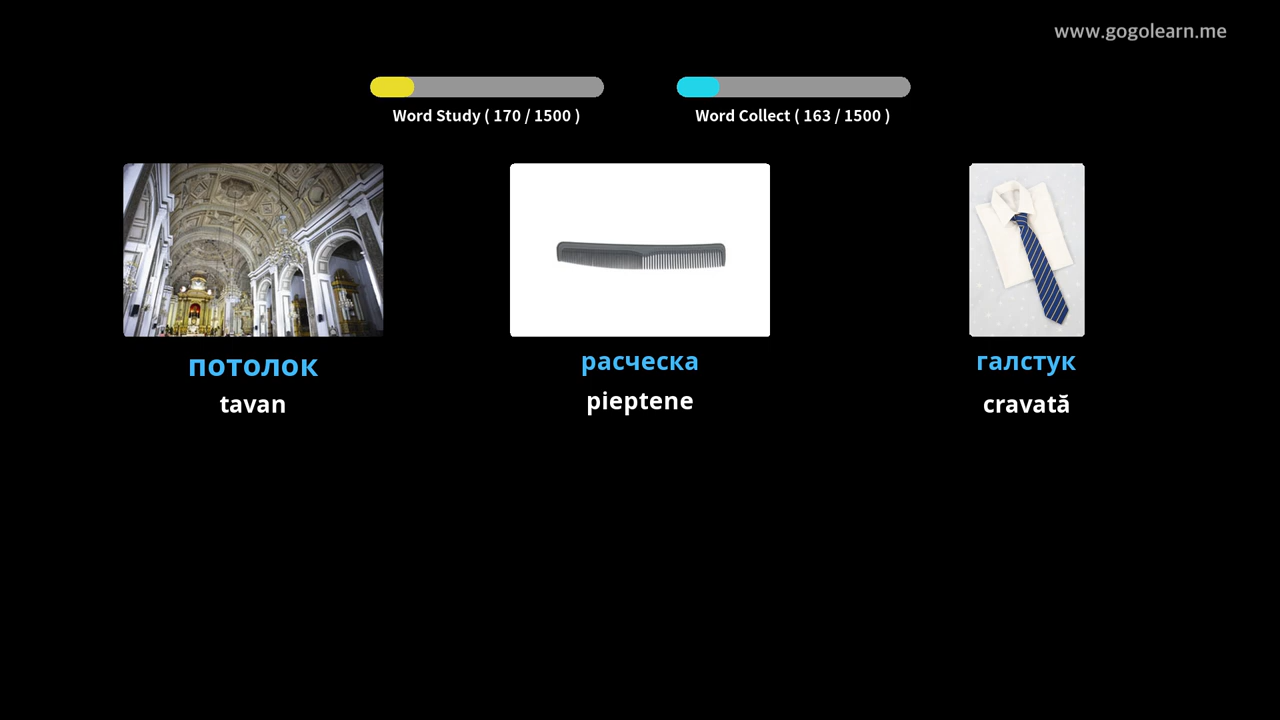 www.gogolearn.me
Word Study ( 170 / 1500 )
Word Collect ( 163 / 1500 )
потолок
tavan
расческа
pieptene
галстук
cravată